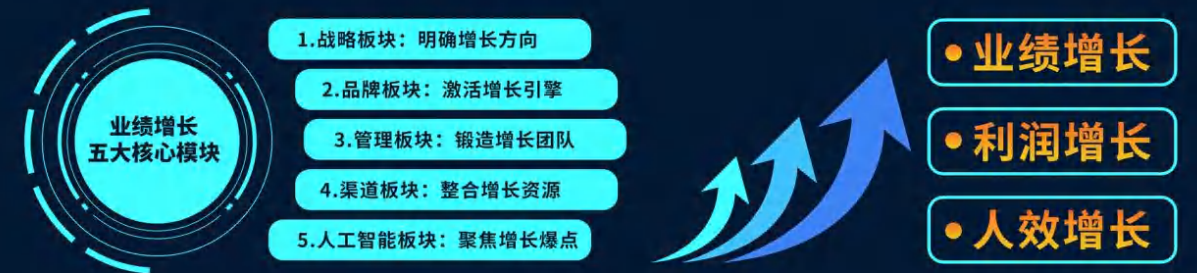 业绩增长
五大核心模块
1.战略板块：明确增长方向
2.品牌板块：激活增长引擎
3.管理板块：锻造增长团队
4.渠道板块：整合增长资源
5.人工智能板块：聚焦增长爆点
•业绩增长
•利润增长
•人效增长